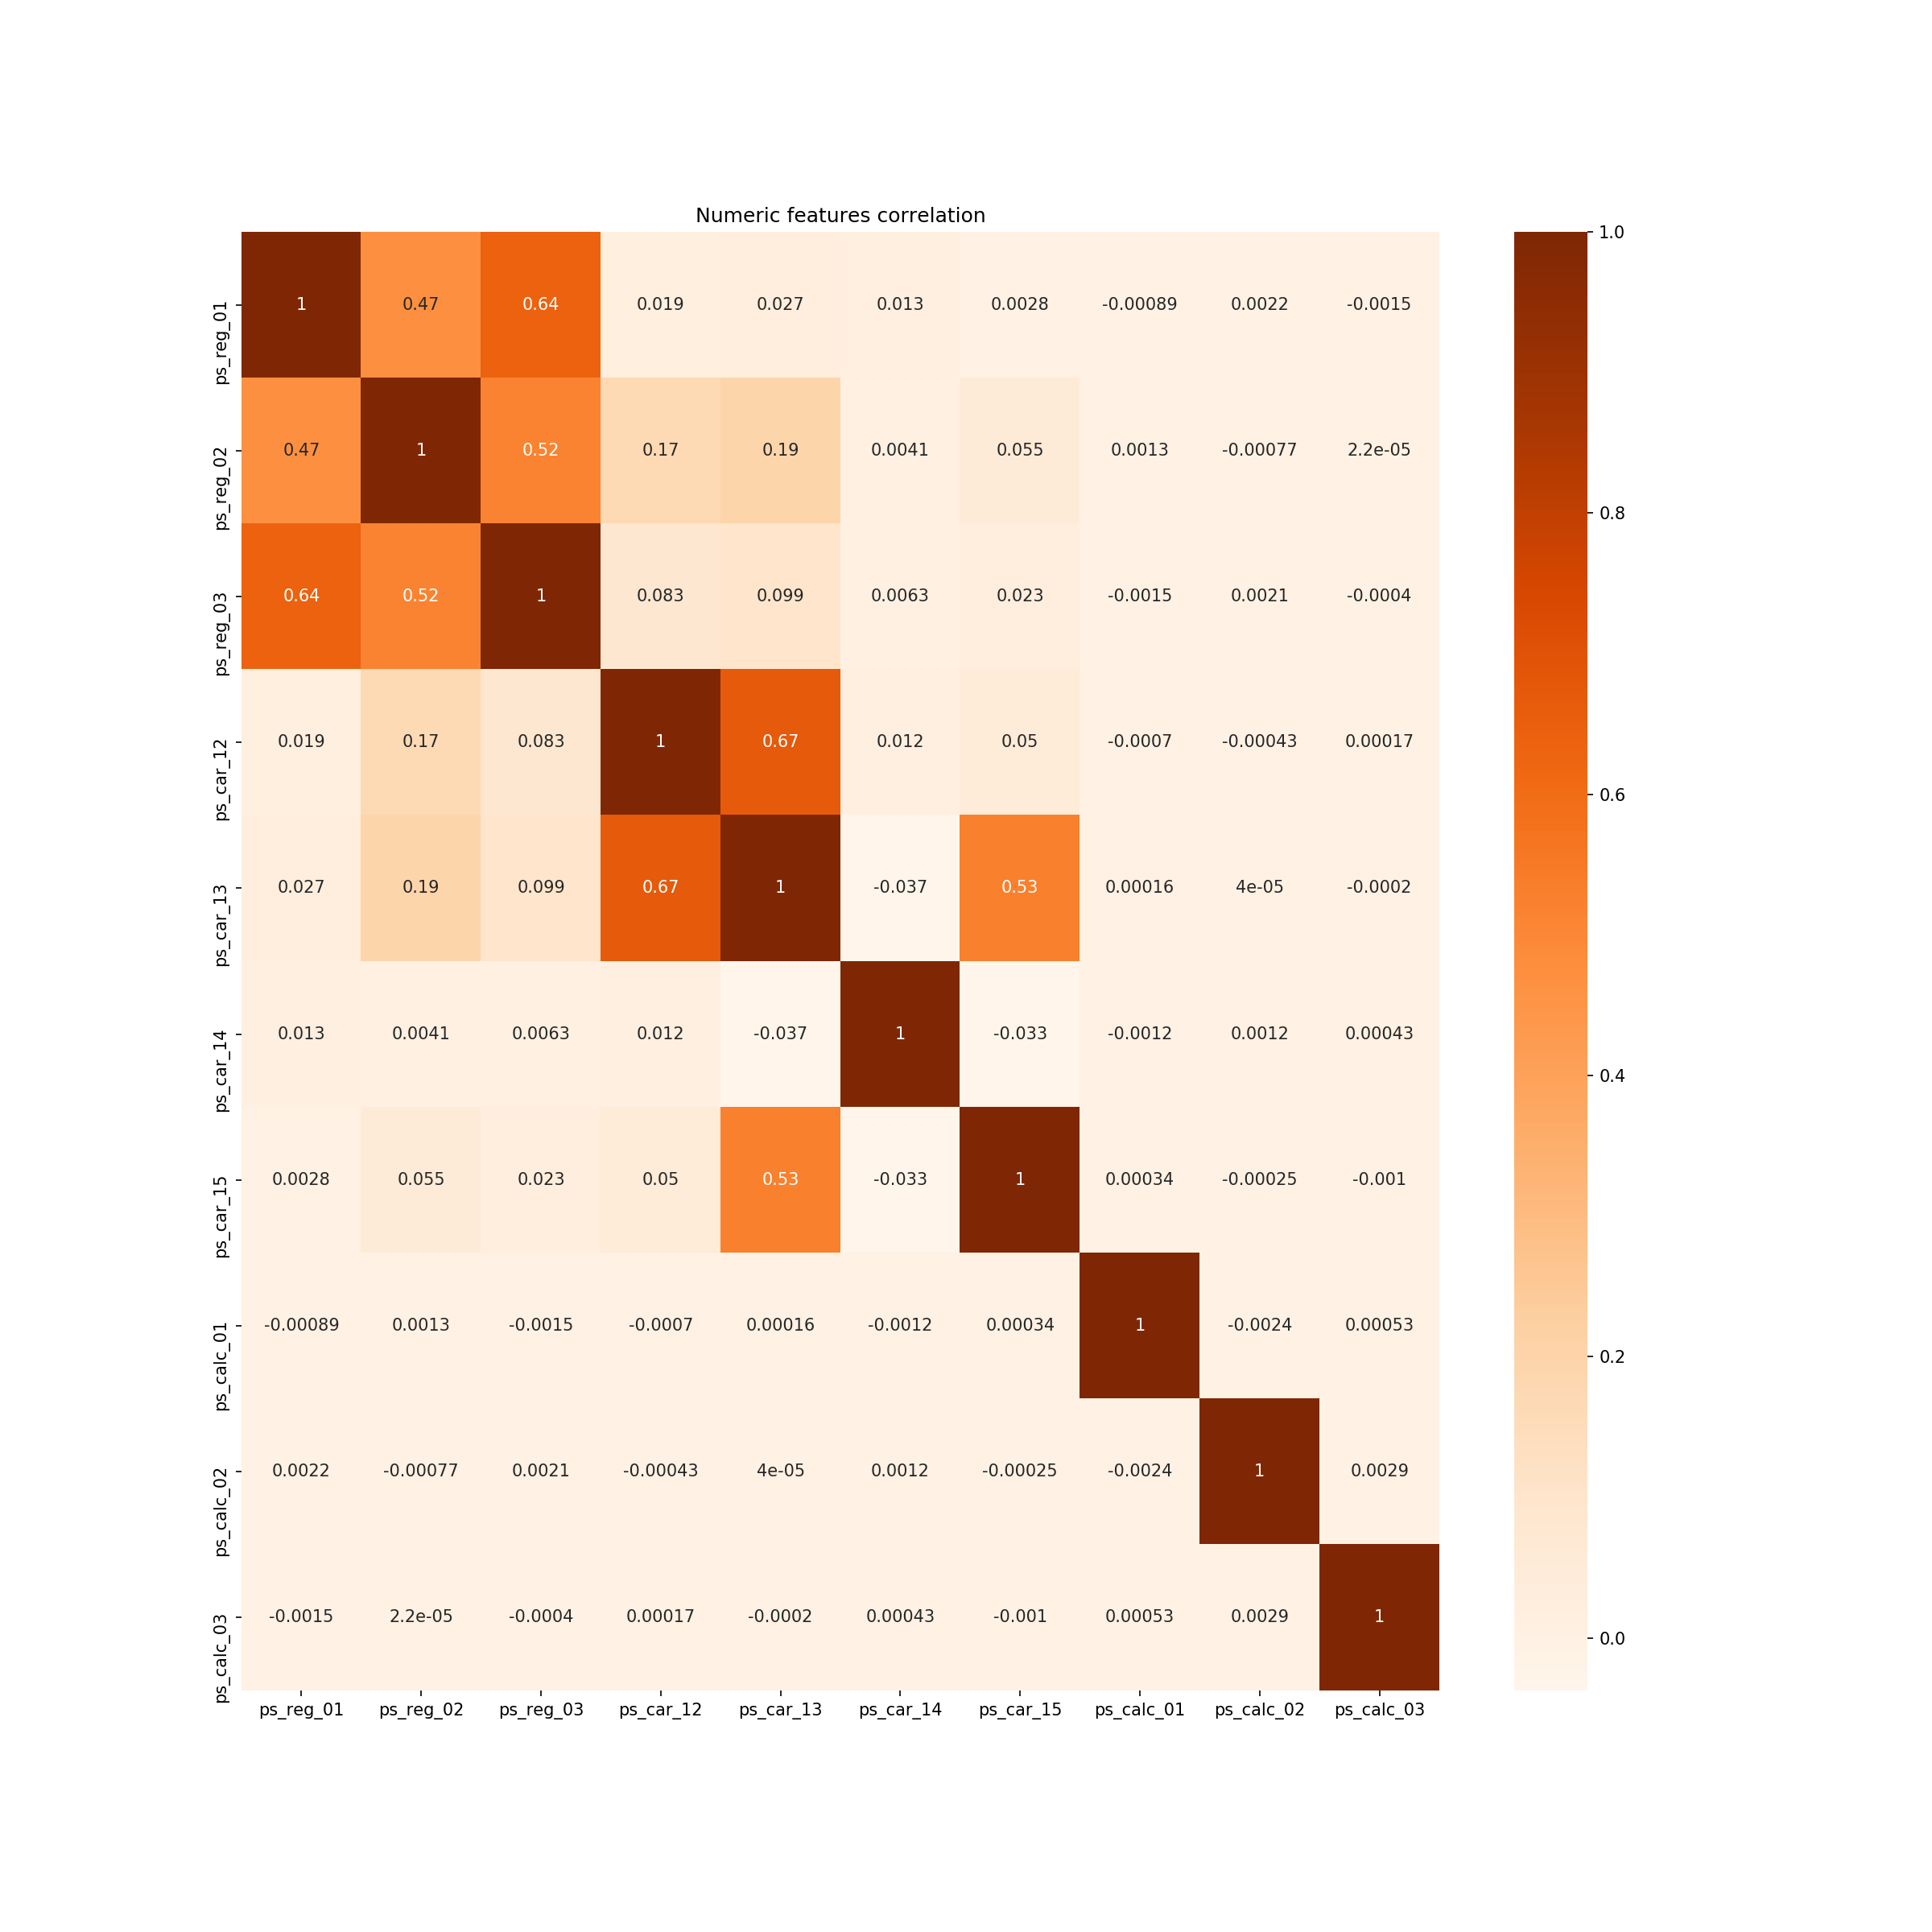 Numeric features correlation
ps_reg_01 1 0.47 0.64 0.019 0.027 0.013 0.0028 -0.00089 0.0022 -0.0015
ps_reg_02 0.47 1 0.52 0.17 0.19 0.0041 0.055 0.0013 -0.00077 2.2e-05
ps_reg_03 0.64 0.52 1 0.083 0.099 0.0063 0.023 -0.0015 0.0021 -0.0004
ps_car_12 0.019 0.17 0.083 1 0.67 0.012 0.05 -0.0007 -0.00043 0.00017
ps_car_13 0.027 0.19 0.099 0.67 1 -0.037 0.53 0.00016 4e-05 -0.0002
ps_car_14 0.013 0.0041 0.0063 0.012 -0.037 1 -0.033 -0.0012 0.0012 0.00043
ps_car_15 0.0028 0.055 0.023 0.05 0.53 -0.033 1 0.00034 -0.00025 -0.001
ps_calc_01 -0.00089 0.0013 -0.0015 -0.0007 0.00016 -0.0012 0.00034 1 -0.0024 0.00053
ps_calc_02 0.0022 -0.00077 0.0021 -0.00043 4e-05 0.0012 -0.00025 -0.0024 1 0.0029
ps_calc_03 -0.0015 2.2e-05 -0.0004 0.00017 -0.0002 0.00043 -0.001 0.00053 0.0029 1
ps_reg_01 ps_reg_02 ps_reg_03 ps_car_12 ps_car_13 ps_car_14 ps_car_15 ps_calc_01 ps_calc_02 ps_calc_03
1.0
0.8
0.6
0.4
0.2
0.0